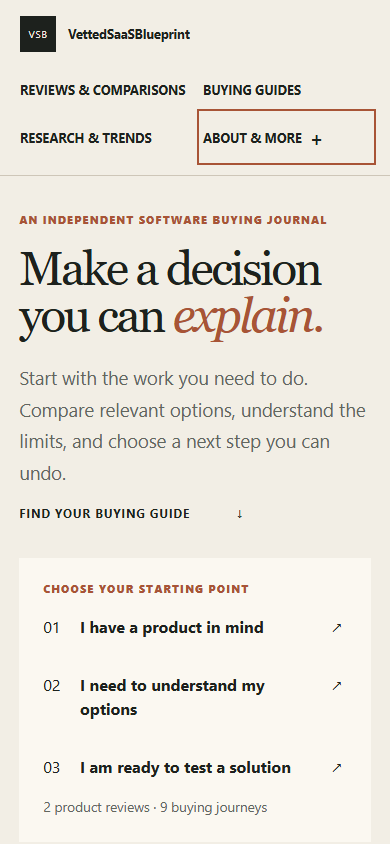 VSB VettedSaaSBlueprint
REVIEWS & COMPARISONS BUYING GUIDES
RESEARCH & TRENDS ABOUT & MORE +
AN INDEPENDENT SOFTWARE BUYING JOURNAL
Make a decision
you can explain.
Start with the work you need to do.
Compare relevant options, understand the
limits, and choose a next step you can
undo.
FIND YOUR BUYING GUIDE ↓
CHOOSE YOUR STARTING POINT
01 I have a product in mind ↗
02 I need to understand my ↗
options
03 I am ready to test a solution ↗
2 product reviews · 9 buying journeys